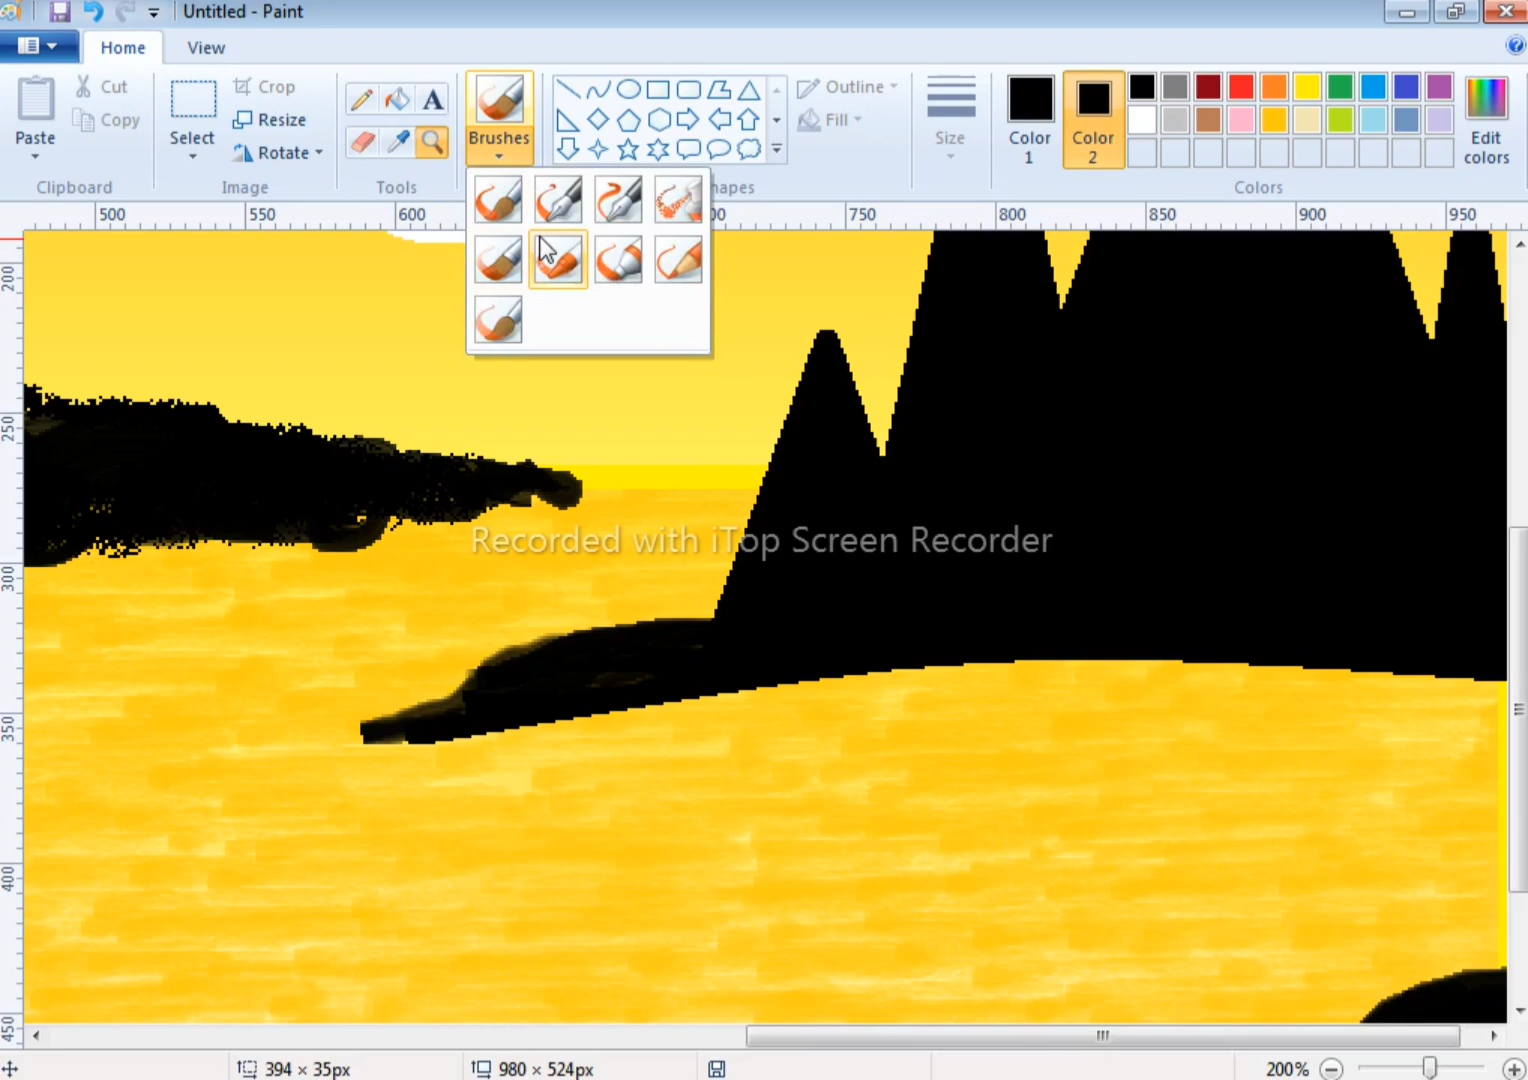 Untitled - Paint
Home View
Paste
Cut
Copy
Clipboard
Select
Crop
Resize
Rotate
Image
A
Tools
Brushes
Outline
Fill
hapes
Size
Color 1
Color 2
Edit colors
Colors
500 550 600 00 750 800 850 900 950
200
250
300
350
400
450
Recorded with iTop Screen Recorder
394 × 35px 980 × 524px 200%